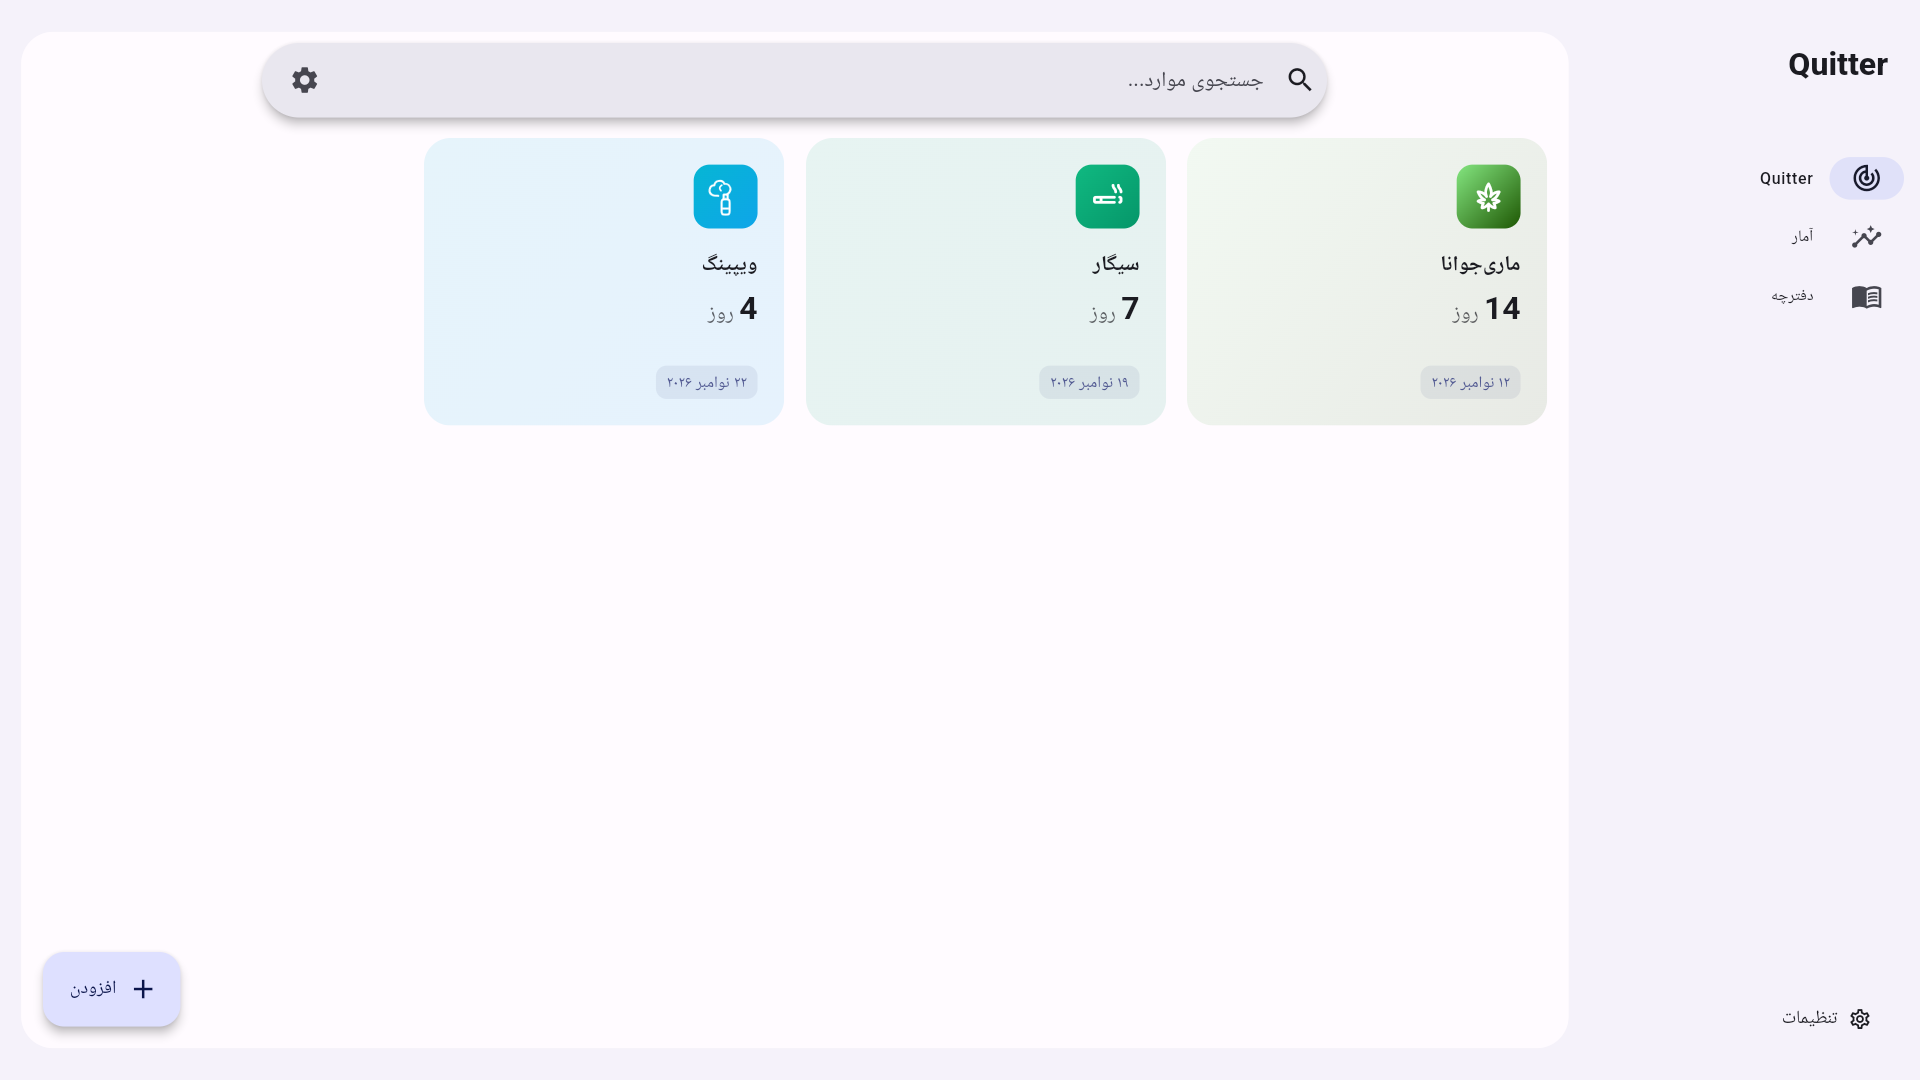 Quitter
Quitter
آمار
دفترچه
تنظیمات
جستجوی موارد...
ماری‌جوانا
14 روز
۱۲ نوامبر ۲۰۲۶
سیگار
7 روز
۱۹ نوامبر ۲۰۲۶
ویپینگ
4 روز
۲۲ نوامبر ۲۰۲۶
افزودن